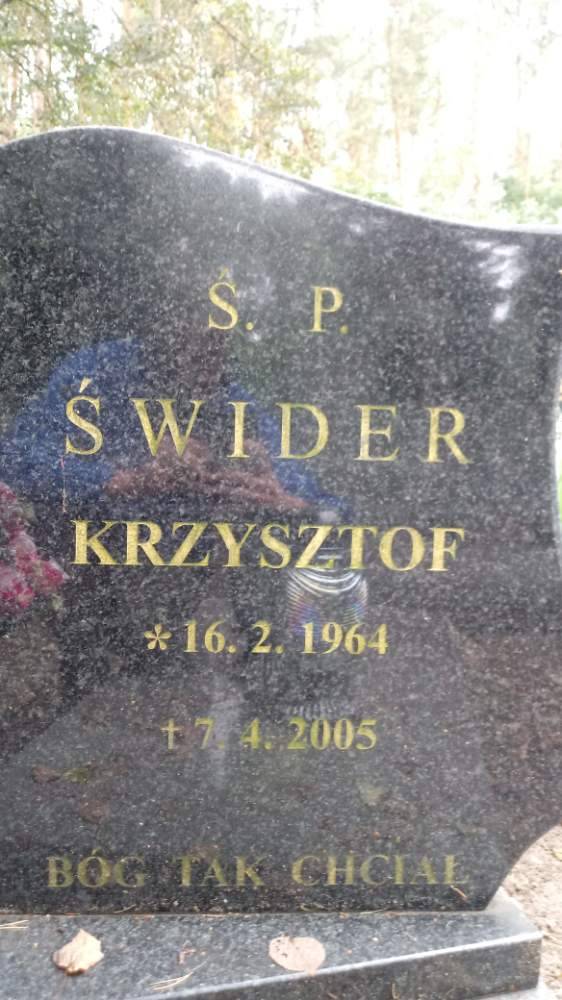 Ś. P.
ŚWIDER
KRZYSZTOF
* 16. 2. 1964
† 7. 4. 2005
BÓG TAK CHCIAŁ